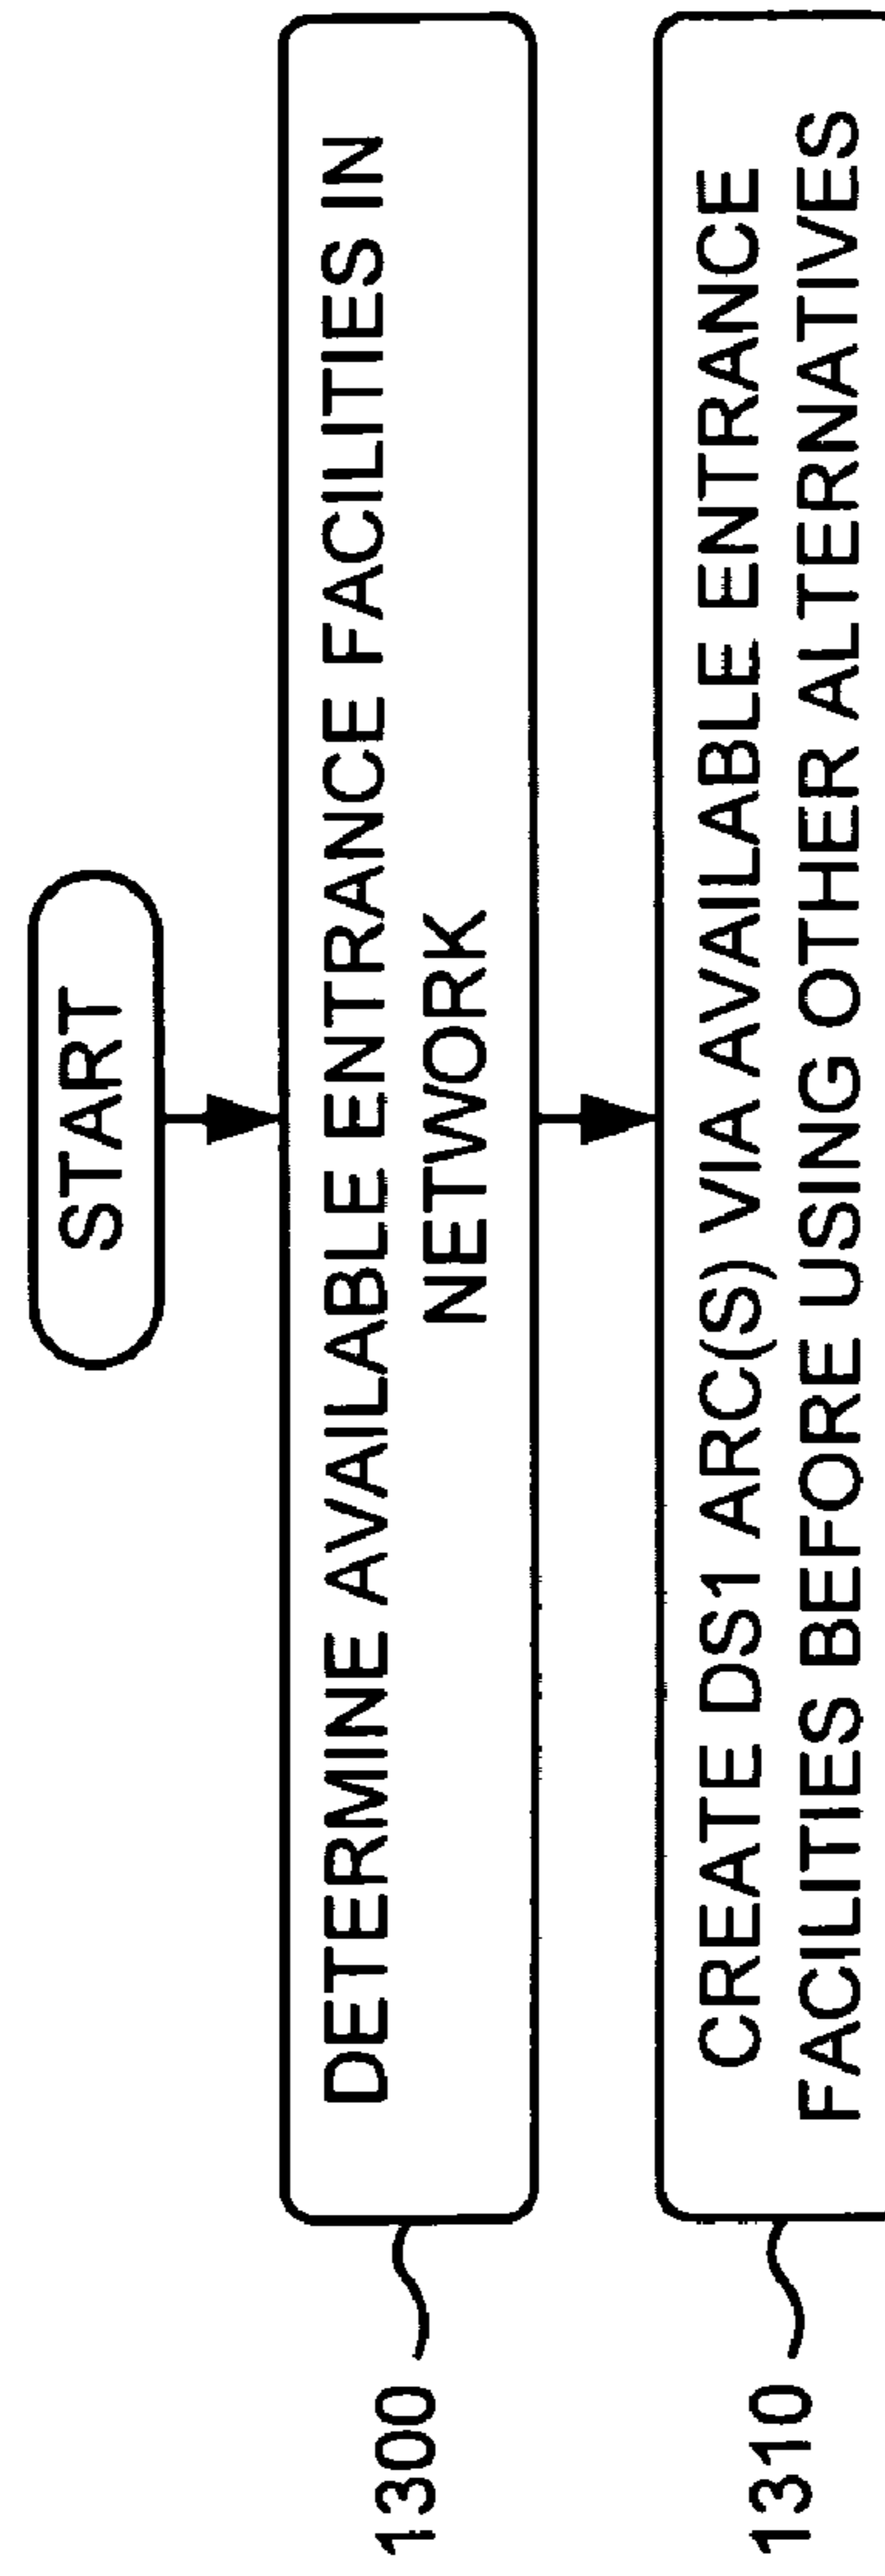 START
DETERMINE AVAILABLE ENTRANCE FACILITIES IN
NETWORK
1300
CREATE DS1 ARC(S) VIA AVAILABLE ENTRANCE
FACILITIES BEFORE USING OTHER ALTERNATIVES
1310